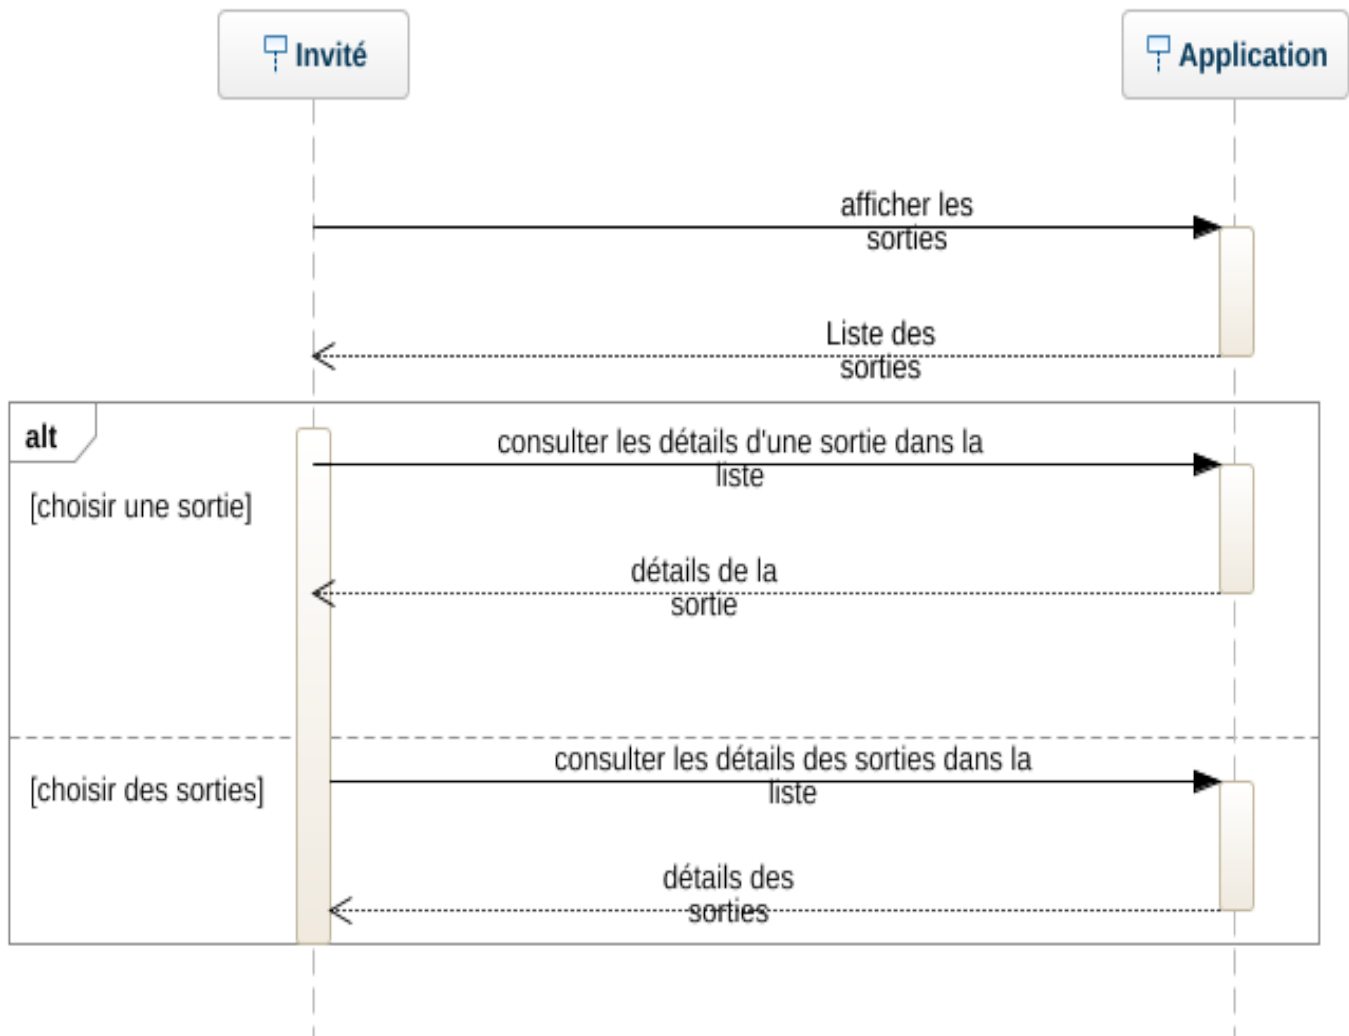 Invité
Application
afficher les
sorties
Liste des
sorties
alt
consulter les détails d'une sortie dans la
liste
[choisir une sortie]
détails de la
sortie
consulter les détails des sorties dans la
liste
[choisir des sorties]
détails des
sorties